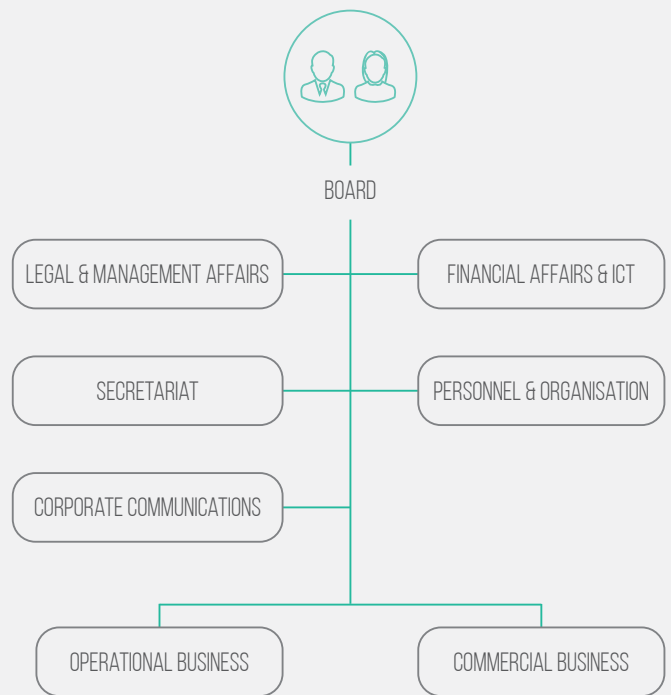 BOARD
LEGAL & MANAGEMENT AFFAIRS
FINANCIAL AFFAIRS & ICT
SECRETARIAT
PERSONNEL & ORGANISATION
CORPORATE COMMUNICATIONS
OPERATIONAL BUSINESS
COMMERCIAL BUSINESS